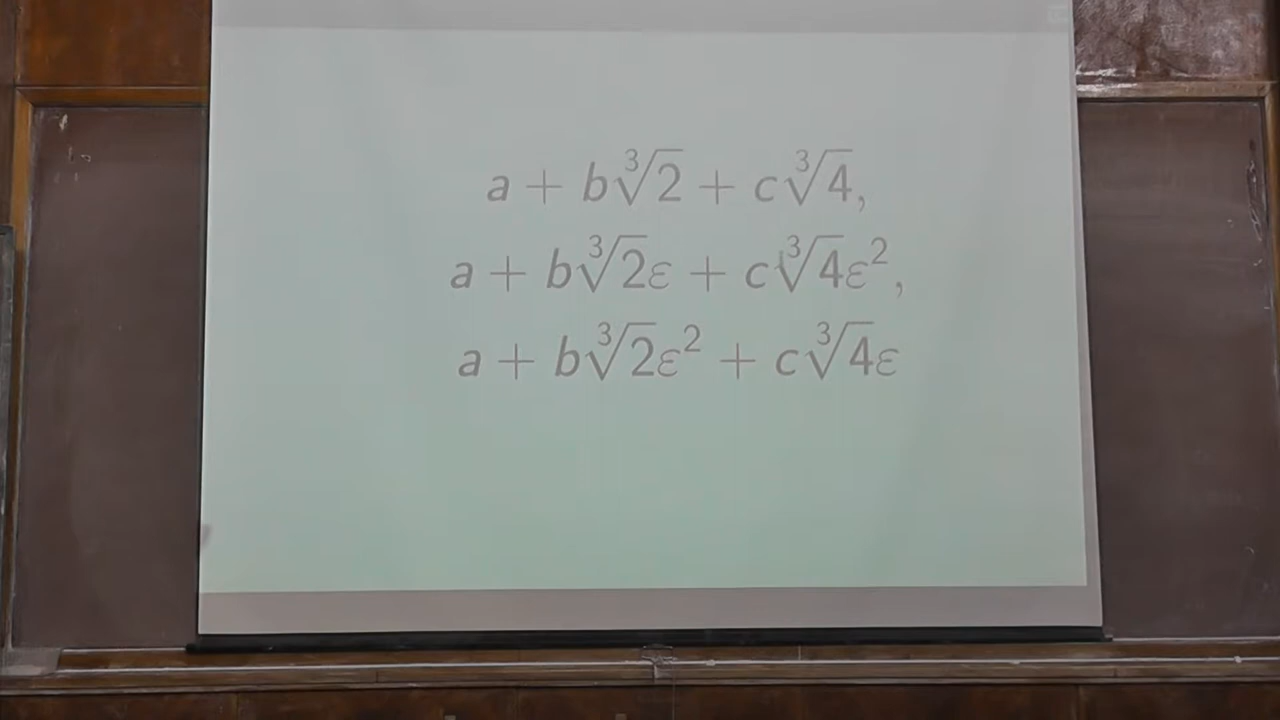 a + b∛2 + c∛4,
a + b∛2ε + c∛4ε²,
a + b∛2ε² + c∛4ε